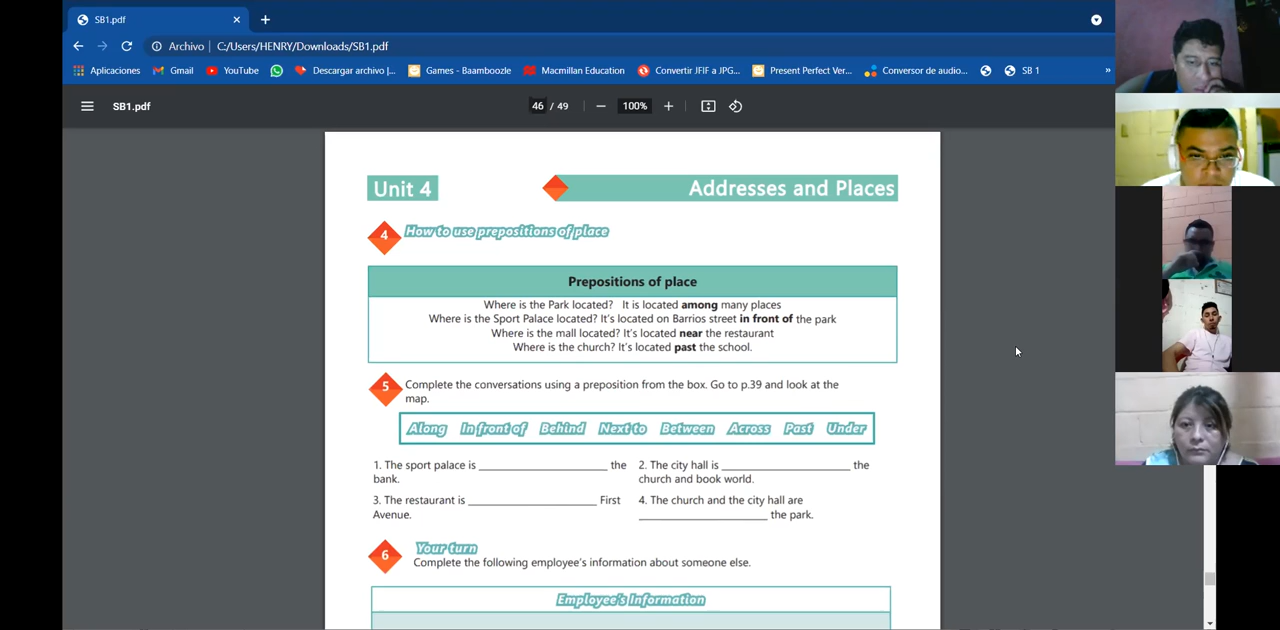 SB1.pdf
Archivo C:/Users/HENRY/Downloads/SB1.pdf
Aplicaciones Gmail YouTube Descargar archivo |... Games - Baamboozle Macmillan Education Convertir JFIF a JPG... Present Perfect Ver... Conversor de audio... SB 1 »
SB1.pdf 46 / 49 100%
Unit 4 Addresses and Places
4 How to use prepositions of place
Prepositions of place
Where is the Park located? It is located among many places
Where is the Sport Palace located? It's located on Barrios street in front of the park
Where is the mall located? It's located near the restaurant
Where is the church? It's located past the school.
5 Complete the conversations using a preposition from the box. Go to p.39 and look at the
map.
Along In front of Behind Next to Between Across Past Under
1. The sport palace is ____________________ the
bank.
2. The city hall is ____________________ the
church and book world.
3. The restaurant is ____________________ First
Avenue.
4. The church and the city hall are
____________________ the park.
6 Your turn
Complete the following employee's information about someone else.
Employee's Information